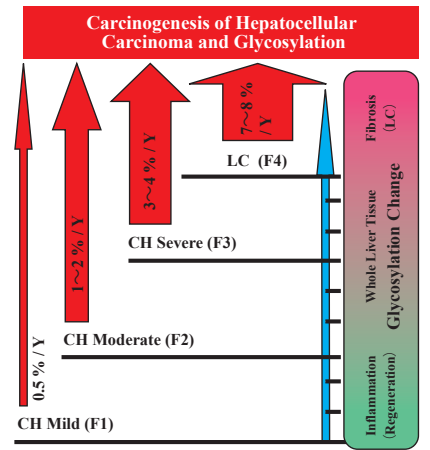 Carcinogenesis of Hepatocellular
Carcinoma and Glycosylation
0.5 % / Y
1～2 % / Y
3～4 % / Y
7～8 %
/ Y
LC (F4)
CH Severe (F3)
CH Moderate (F2)
CH Mild (F1)
Fibrosis
(LC)
Whole Liver Tissue
Glycosylation Change
Inflammation
(Regeneration)